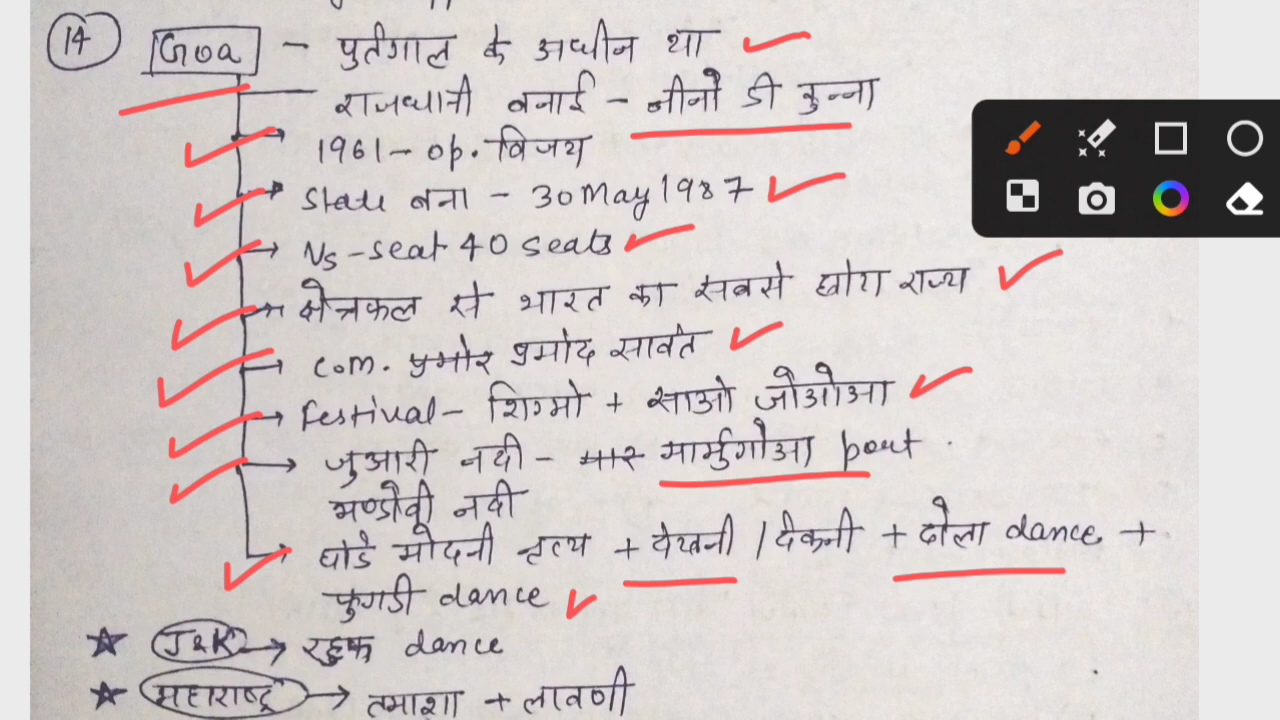 14 Goa - पुर्तगाल के अधीन था
राजधानी बनाई - नीनो डी कुन्ना
1961 - op. विजय
State बना - 30 May 1987
Vs - seat 40 seats
क्षेत्रफल से भारत का सबसे छोटा राज्य
com. प्रमोद सावंत
festival - शिग्मो + साओ जोओओआ
जुआरी नदी - मार्मुगोआ port
मण्डोवी नदी
घोडे मोदनी नृत्य + देखनी / देकनी + ढोला dance +
फुगडी dance
J&K → रहुफ dance
महाराष्ट्र → तमाशा + लावणी